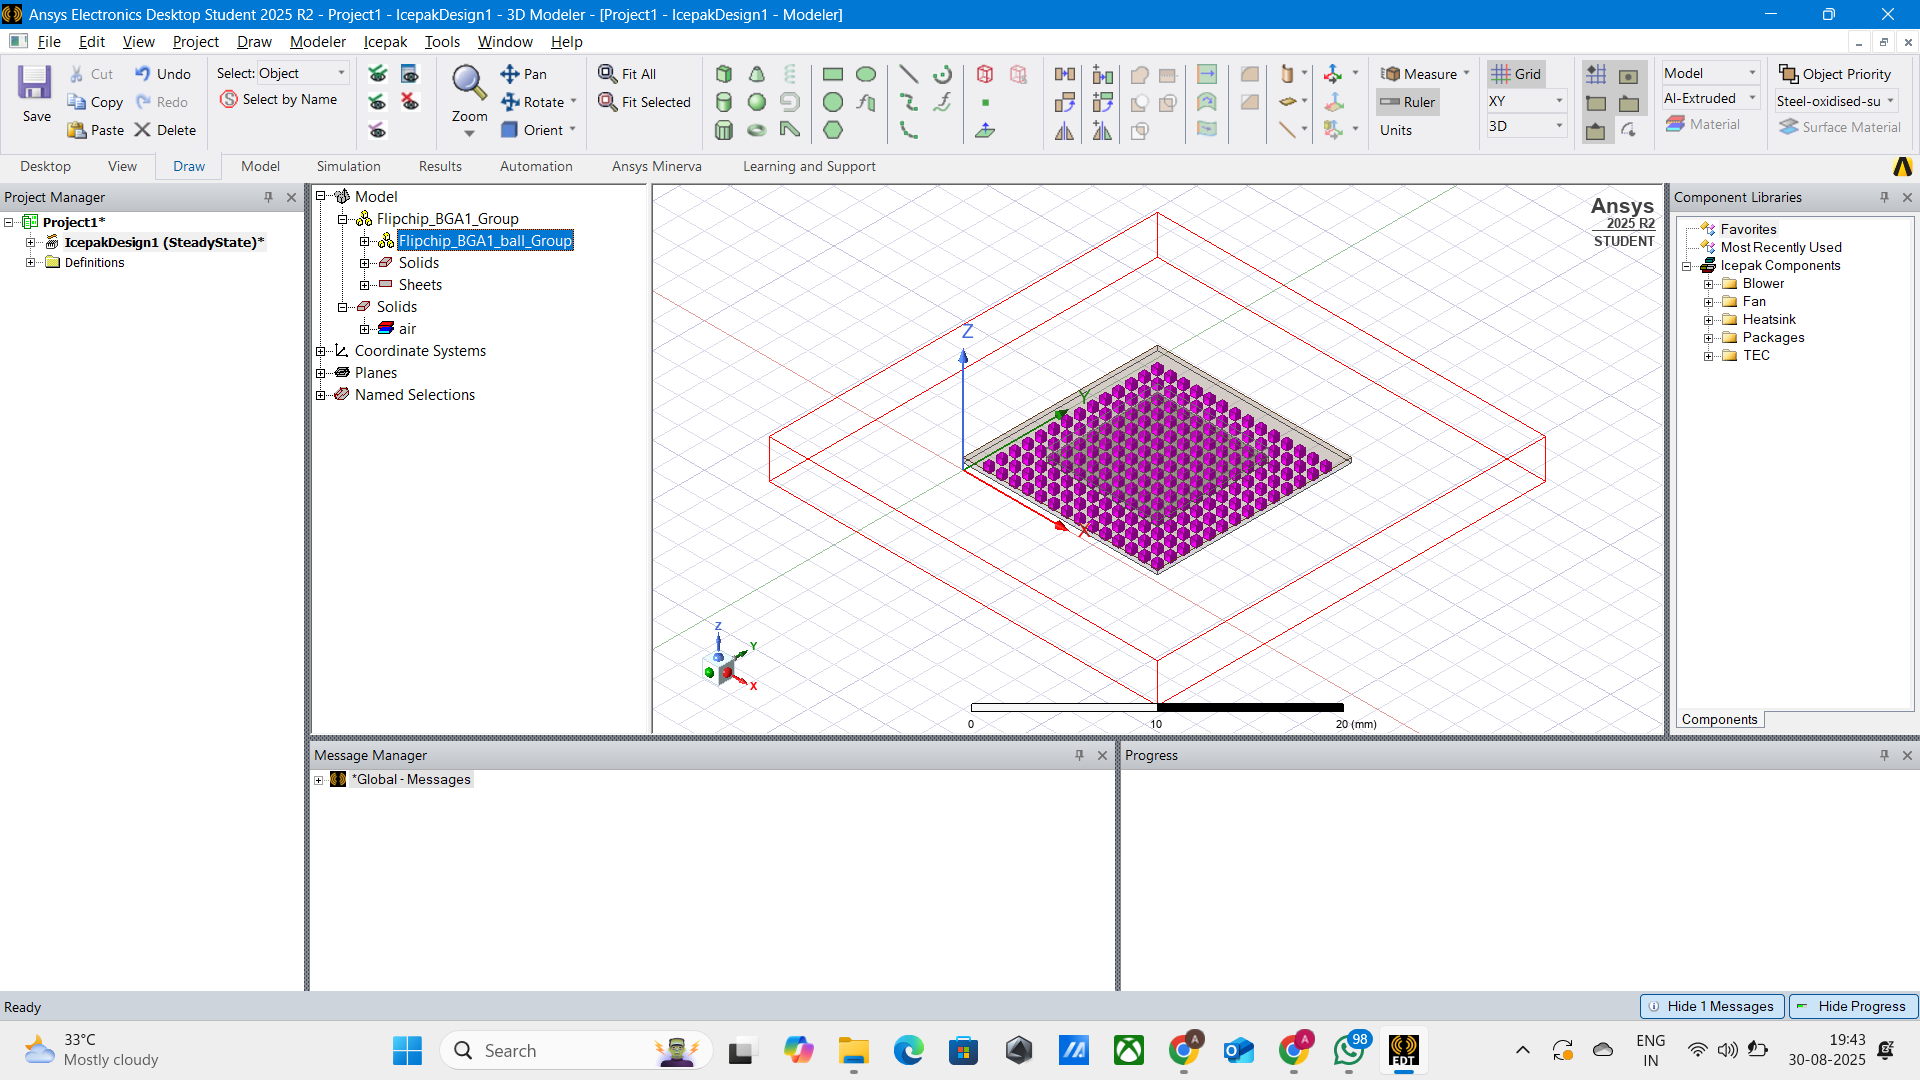 Ansys Electronics Desktop Student 2025 R2 - Project1 - IcepakDesign1 - 3D Modeler - [Project1 - IcepakDesign1 - Modeler]
File Edit View Project Draw Modeler Icepak Tools Window Help
Save
Cut
Copy
Paste
Undo
Redo
Delete
Select: Object
Select by Name
Zoom
Pan
Rotate
Orient
Fit All
Fit Selected
Measure
Ruler
Units
Grid
XY
3D
Model
Al-Extruded
Material
Object Priority
Steel-oxidised-su
Surface Material
Desktop View Draw Model Simulation Results Automation Ansys Minerva Learning and Support
Project Manager
Project1*
IcepakDesign1 (SteadyState)*
Definitions
Model
Flipchip_BGA1_Group
Flipchip_BGA1_ball_Group
Solids
Sheets
Solids
air
Coordinate Systems
Planes
Named Selections
Ansys
2025 R2
STUDENT
Z
Y
X
Z
Y
X
0 10 20 (mm)
Component Libraries
Favorites
Most Recently Used
Icepak Components
Blower
Fan
Heatsink
Packages
TEC
Components
Message Manager
*Global - Messages
Progress
Ready
Hide 1 Messages
Hide Progress
33°C
Mostly cloudy
Search
A
A
98
EDT
ENG
IN
19:43
30-08-2025